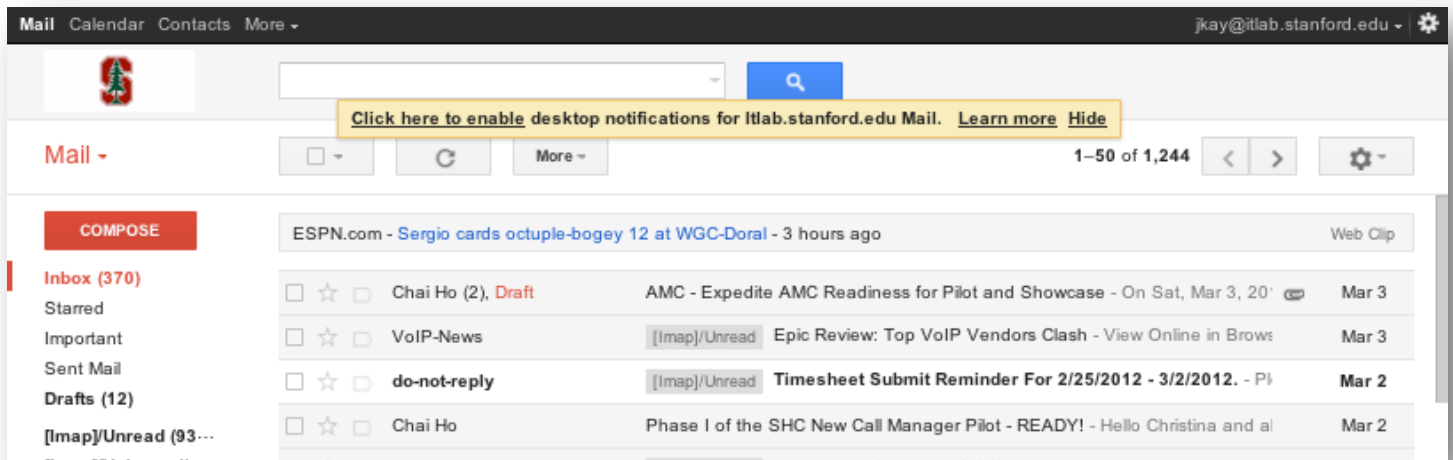 Mail Calendar Contacts More jkay@itlab.stanford.edu
Click here to enable desktop notifications for Itlab.stanford.edu Mail. Learn more Hide
Mail More 1–50 of 1,244
COMPOSE
ESPN.com - Sergio cards octuple-bogey 12 at WGC-Doral - 3 hours ago Web Clip
Inbox (370)
Starred
Important
Sent Mail
Drafts (12)
[Imap]/Unread (93...
Chai Ho (2), Draft AMC - Expedite AMC Readiness for Pilot and Showcase - On Sat, Mar 3, 20 Mar 3
VoIP-News [Imap]/Unread Epic Review: Top VoIP Vendors Clash - View Online in Brows Mar 3
do-not-reply [Imap]/Unread Timesheet Submit Reminder For 2/25/2012 - 3/2/2012. - Mar 2
Chai Ho Phase I of the SHC New Call Manager Pilot - READY! - Hello Christina and Mar 2